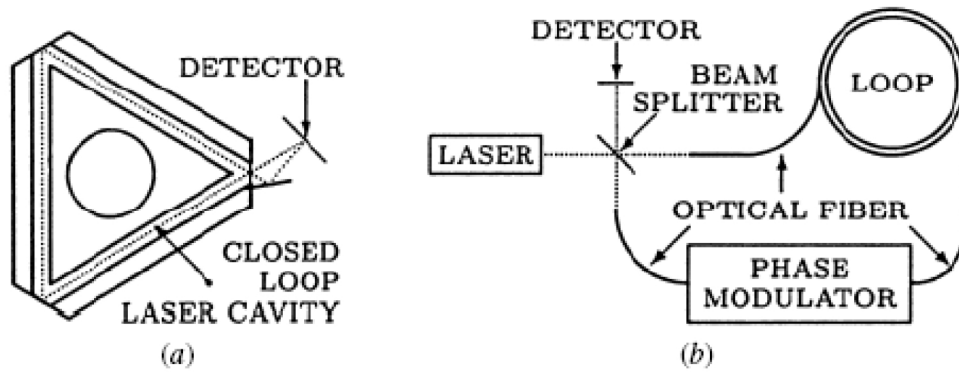 DETECTOR
CLOSED
LOOP
LASER CAVITY
(a)
DETECTOR
BEAM
SPLITTER
LOOP
LASER
OPTICAL FIBER
PHASE
MODULATOR
(b)